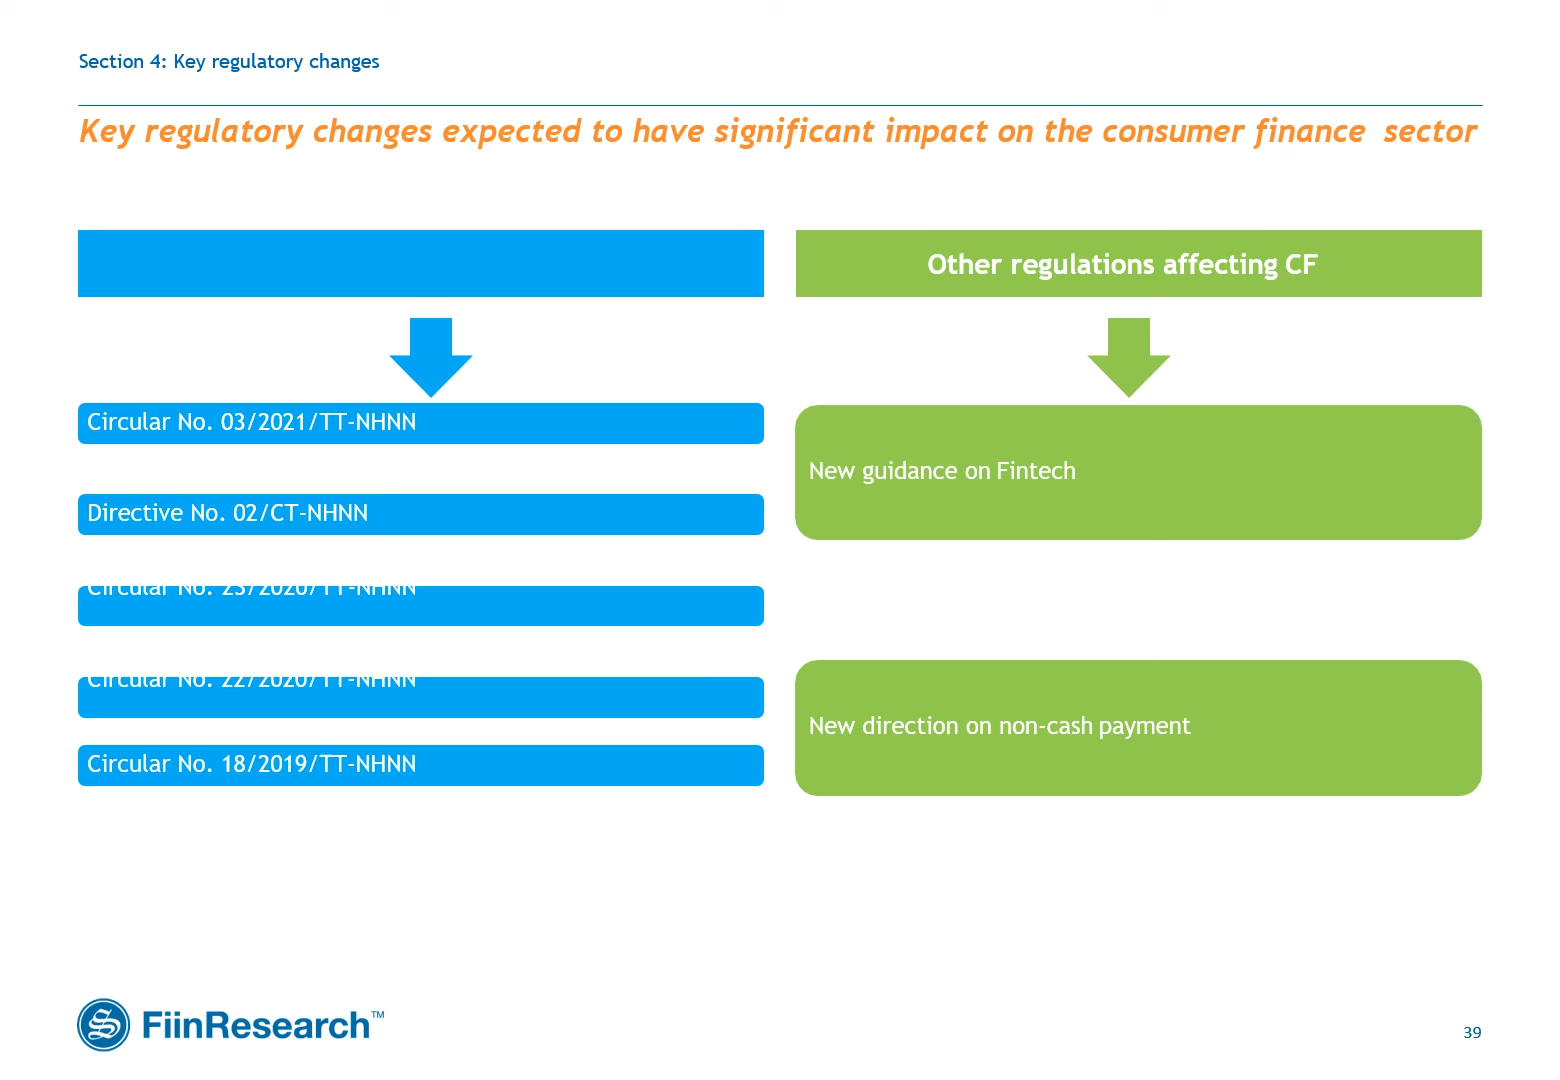 Section 4: Key regulatory changes
Key regulatory changes expected to have significant impact on the consumer finance sector
Other regulations affecting CF
Circular No. 03/2021/TT-NHNN
Directive No. 02/CT-NHNN
Circular No. 23/2020/TT-NHNN
Circular No. 22/2020/TT-NHNN
Circular No. 18/2019/TT-NHNN
New guidance on Fintech
New direction on non-cash payment
FiinResearch™
39